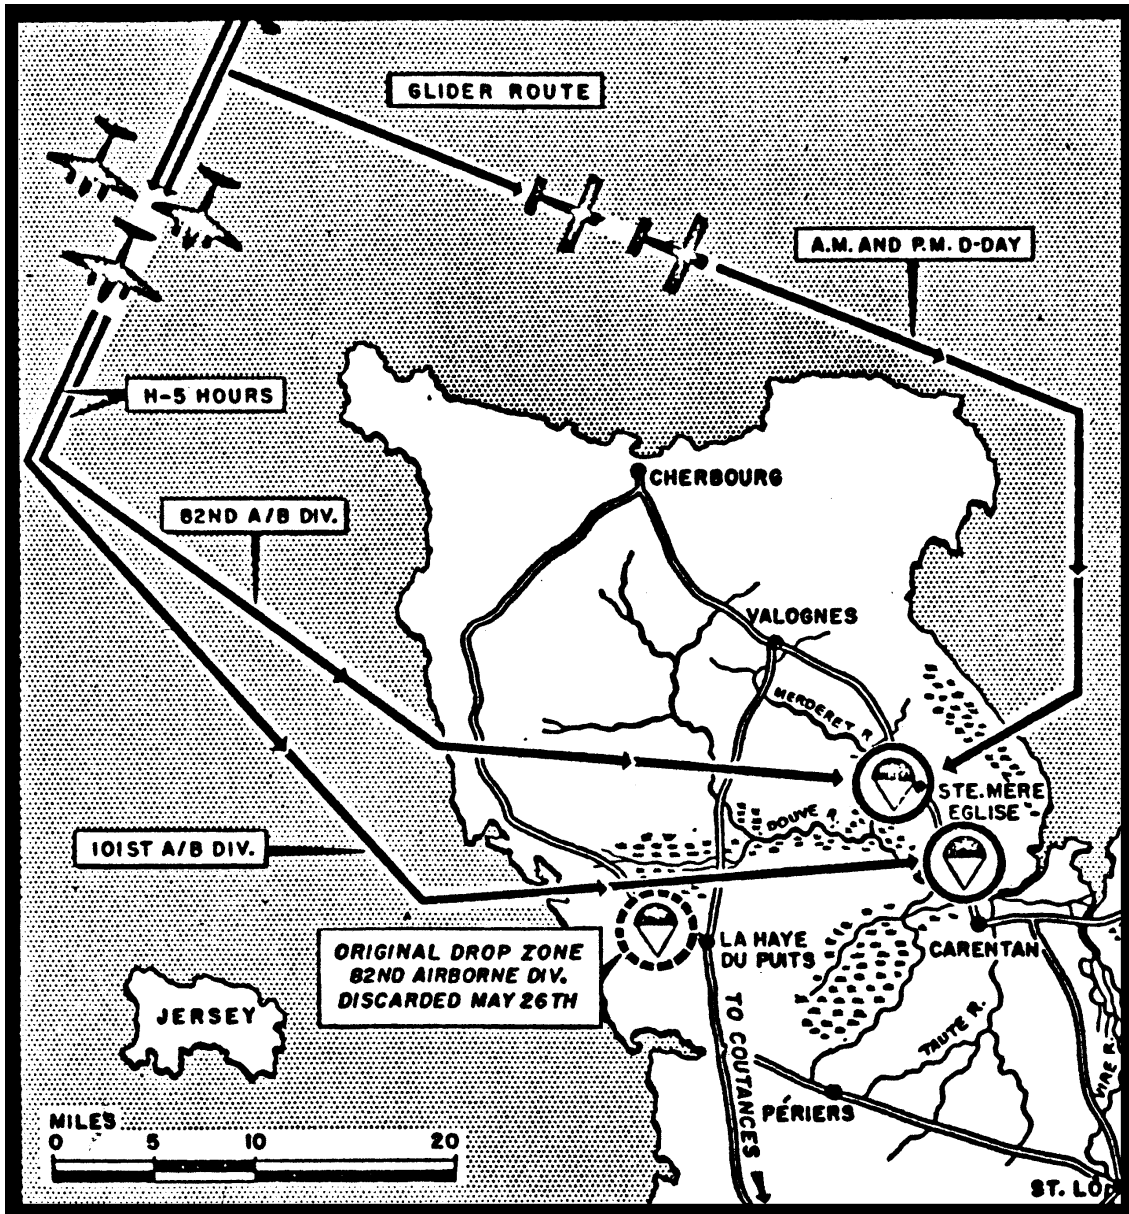 GLIDER ROUTE
A.M. AND P.M. D-DAY
H-5 HOURS
CHERBOURG
82ND A/B DIV.
VALOGNES
MERDERET R.
STE. MERE
EGLISE
DOUVE R.
101ST A/B DIV.
ORIGINAL DROP ZONE
82ND AIRBORNE DIV.
DISCARDED MAY 26TH
LA HAYE
DU PUITS
CARENTAN
JERSEY
TO COUTANCES
TAUTE R.
VIRE R.
PÉRIERS
MILES
0 5 10 20
ST. LO